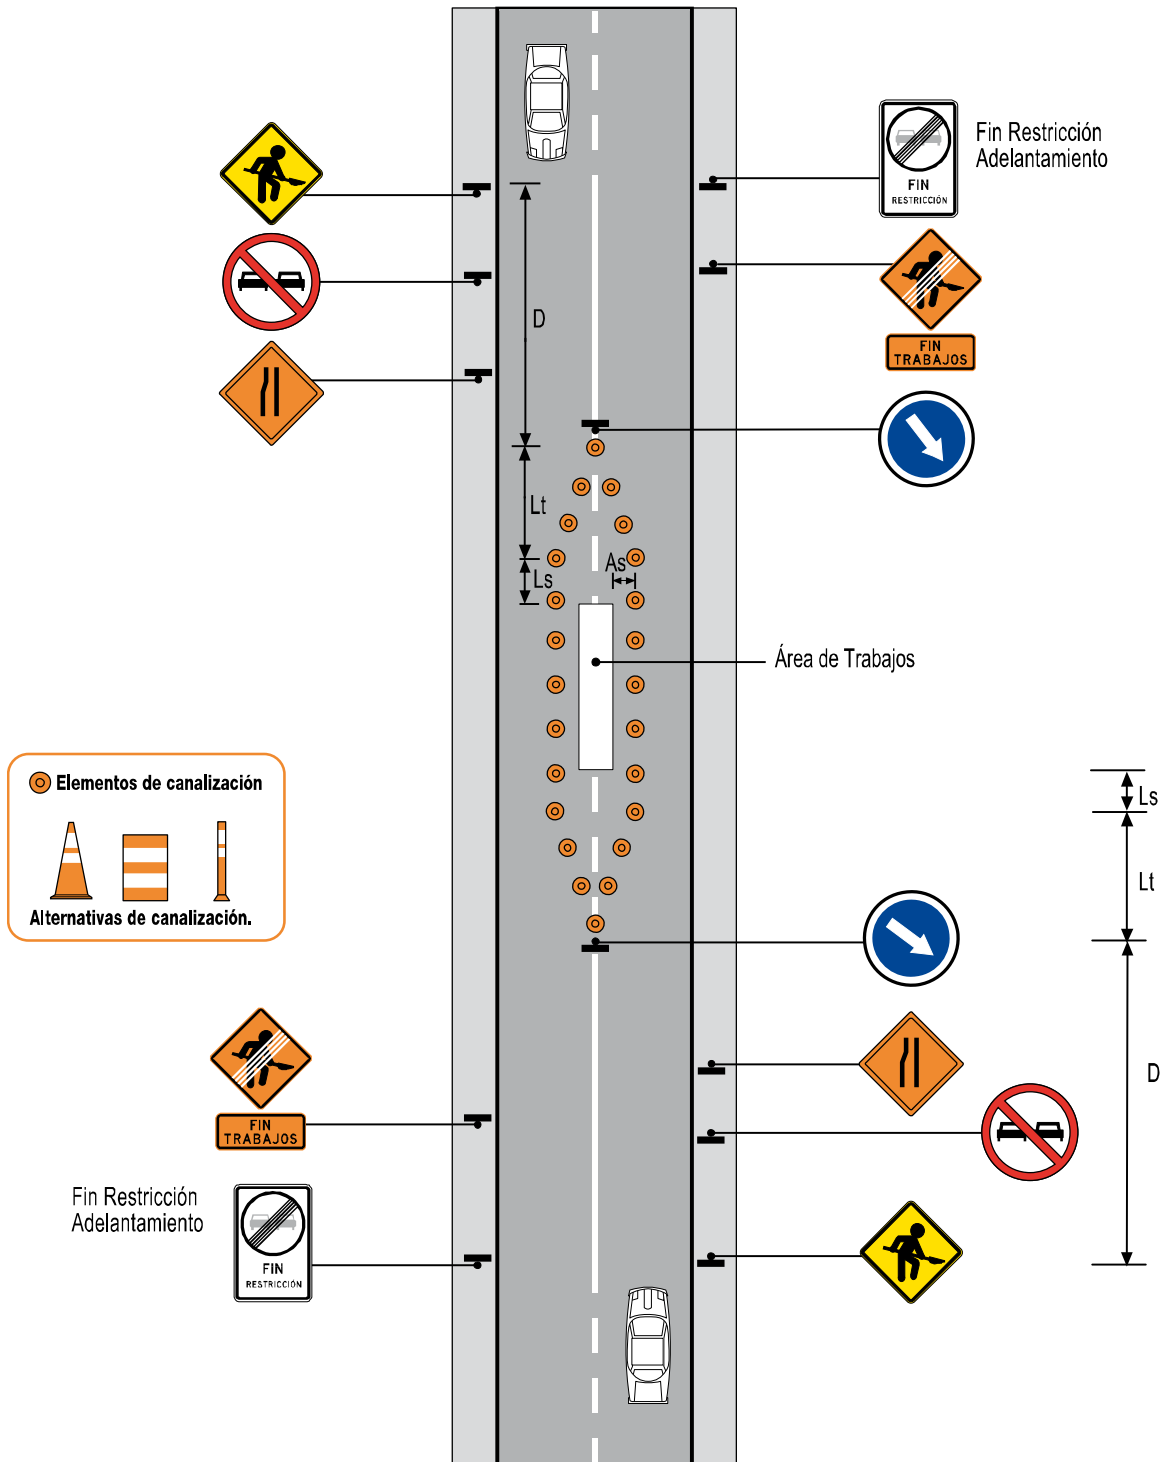 Fin Restricción
Adelantamiento
FIN
RESTRICCIÓN
D
FIN
TRABAJOS
Lt
As
Ls
Área de Trabajos
Elementos de canalización
Alternativas de canalización.
Ls
Lt
D
FIN
TRABAJOS
Fin Restricción
Adelantamiento
FIN
RESTRICCIÓN